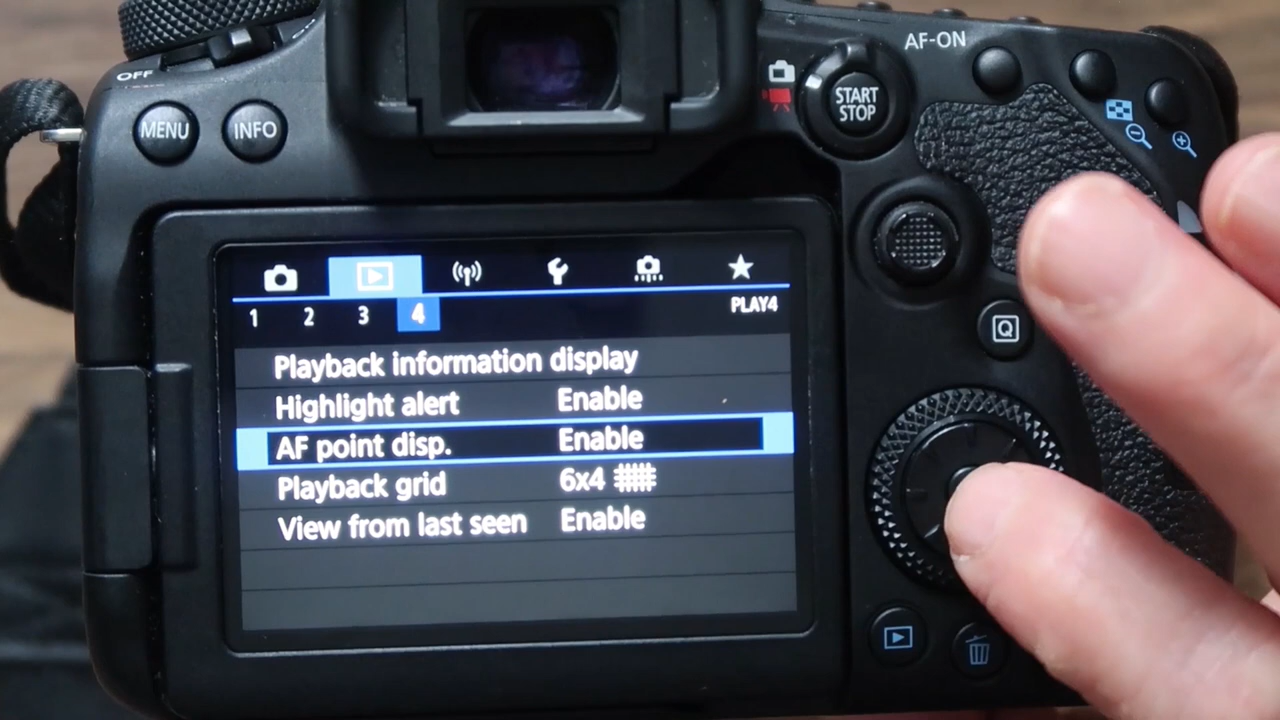 OFF
MENU
INFO
START
STOP
AF-ON
Q
1 2 3 4
PLAY4
Playback information display
Highlight alert Enable
AF point disp. Enable
Playback grid 6x4
View from last seen Enable